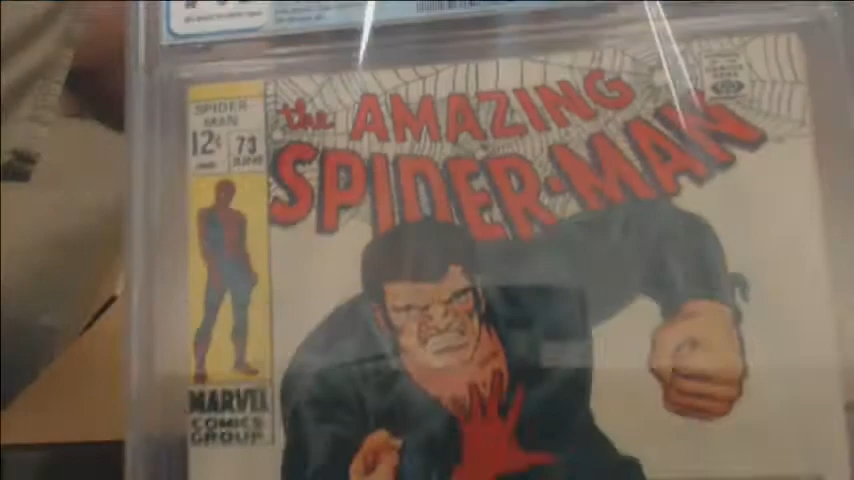 the AMAZING
SPIDER-MAN
SPIDER
MAN
12¢
73
JUNE
MARVEL
COMICS
GROUP